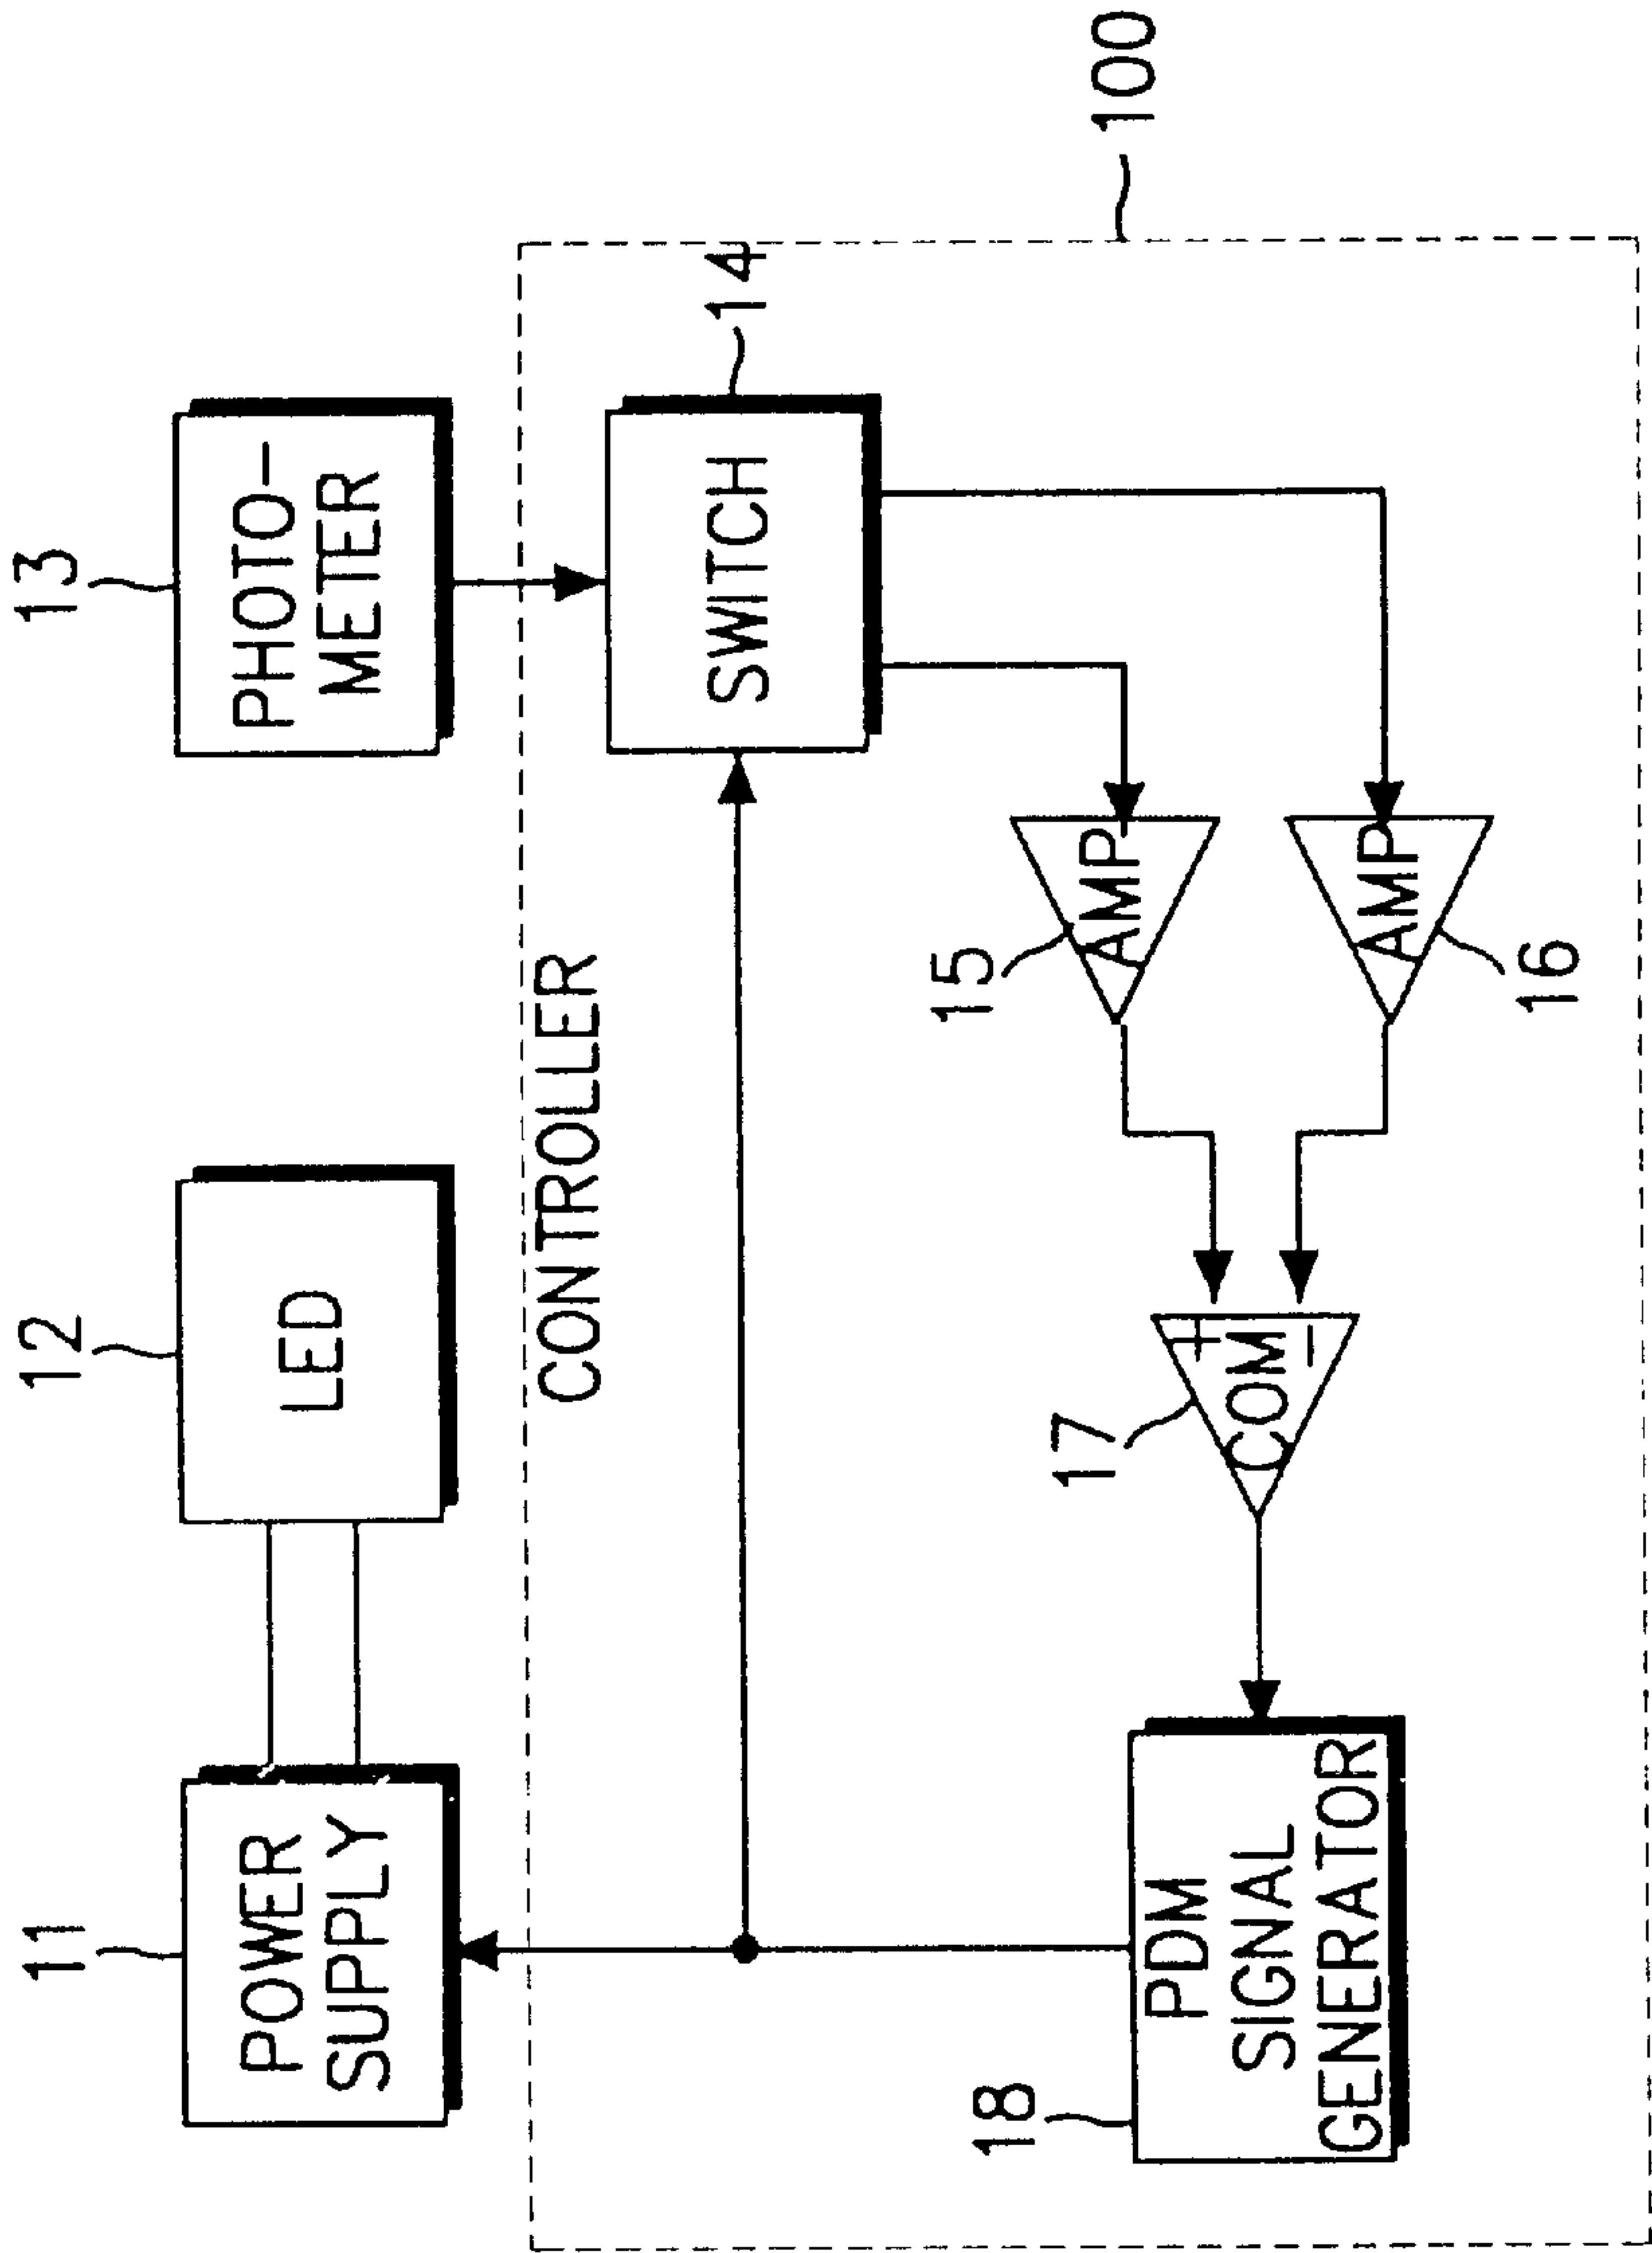 11
12
13
POWER
SUPPLY
LED
PHOTO-
METER
CONTROLLER
SWITCH
14
15
AMP
17
+
COM
-
AMP
16
18
PDM
SIGNAL
GENERATOR
100